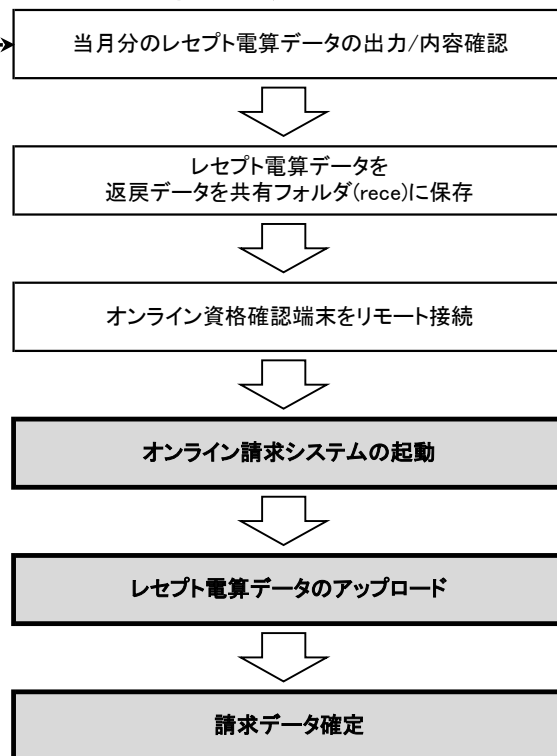 当月分のレセプト電算データの出力/内容確認
レセプト電算データを
返戻データを共有フォルダ(rece)に保存
オンライン資格確認端末をリモート接続
オンライン請求システムの起動
レセプト電算データのアップロード
請求データ確定